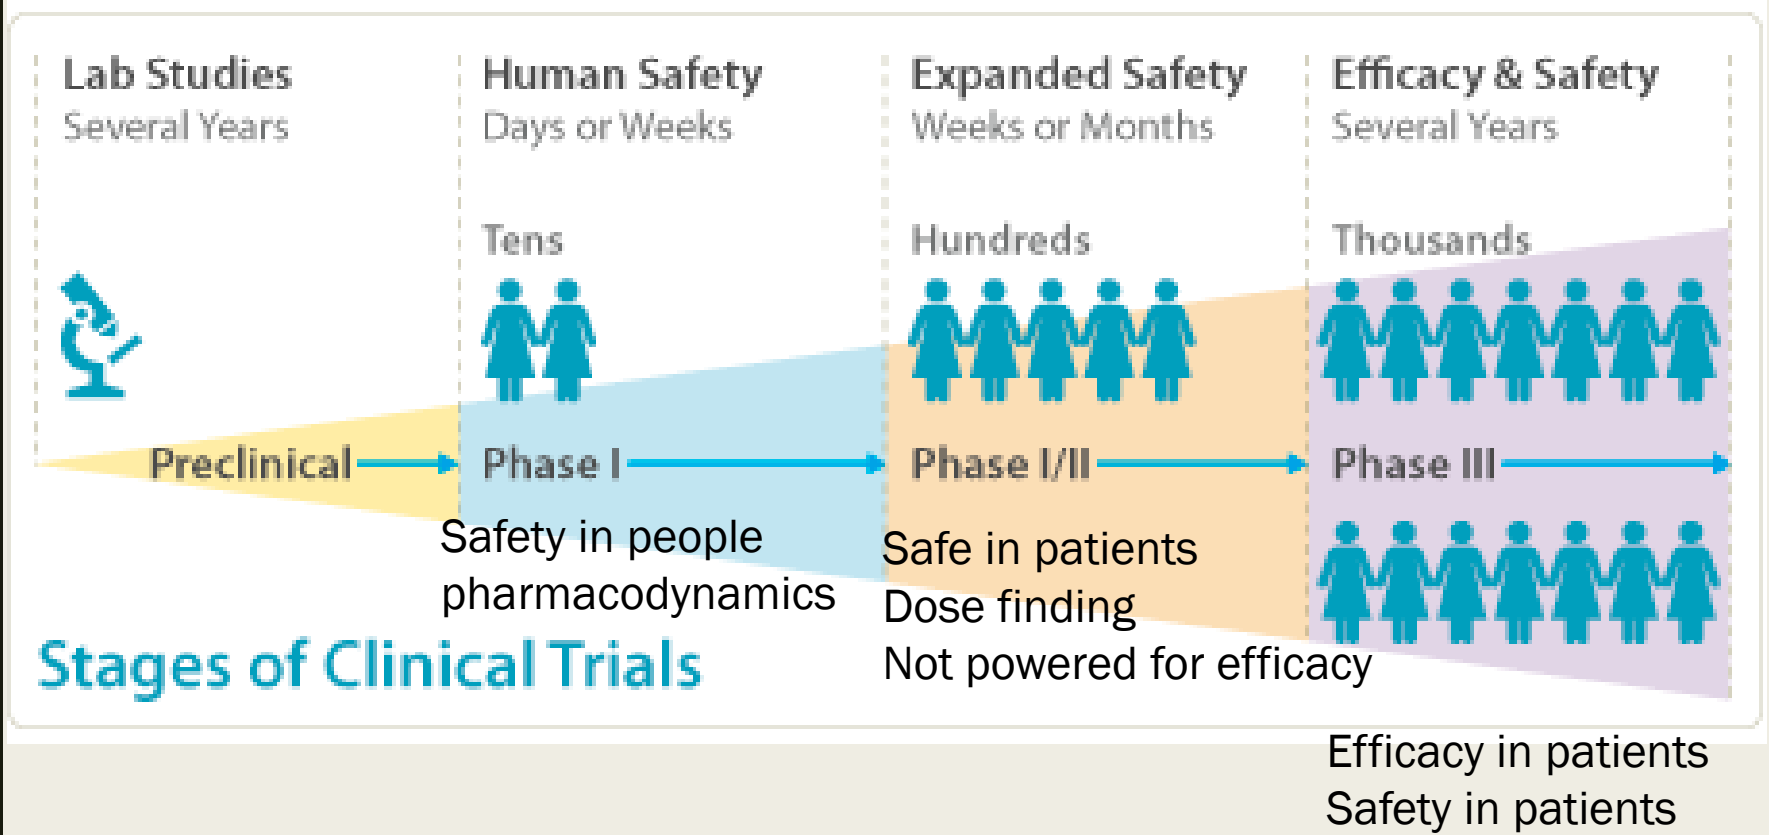 Lab Studies
Several Years
Human Safety
Days or Weeks
Expanded Safety
Weeks or Months
Efficacy & Safety
Several Years
Tens
Hundreds
Thousands
Preclinical
Phase I
Phase I/II
Phase III
Safety in people
pharmacodynamics
Safe in patients
Dose finding
Not powered for efficacy
Stages of Clinical Trials
Efficacy in patients
Safety in patients